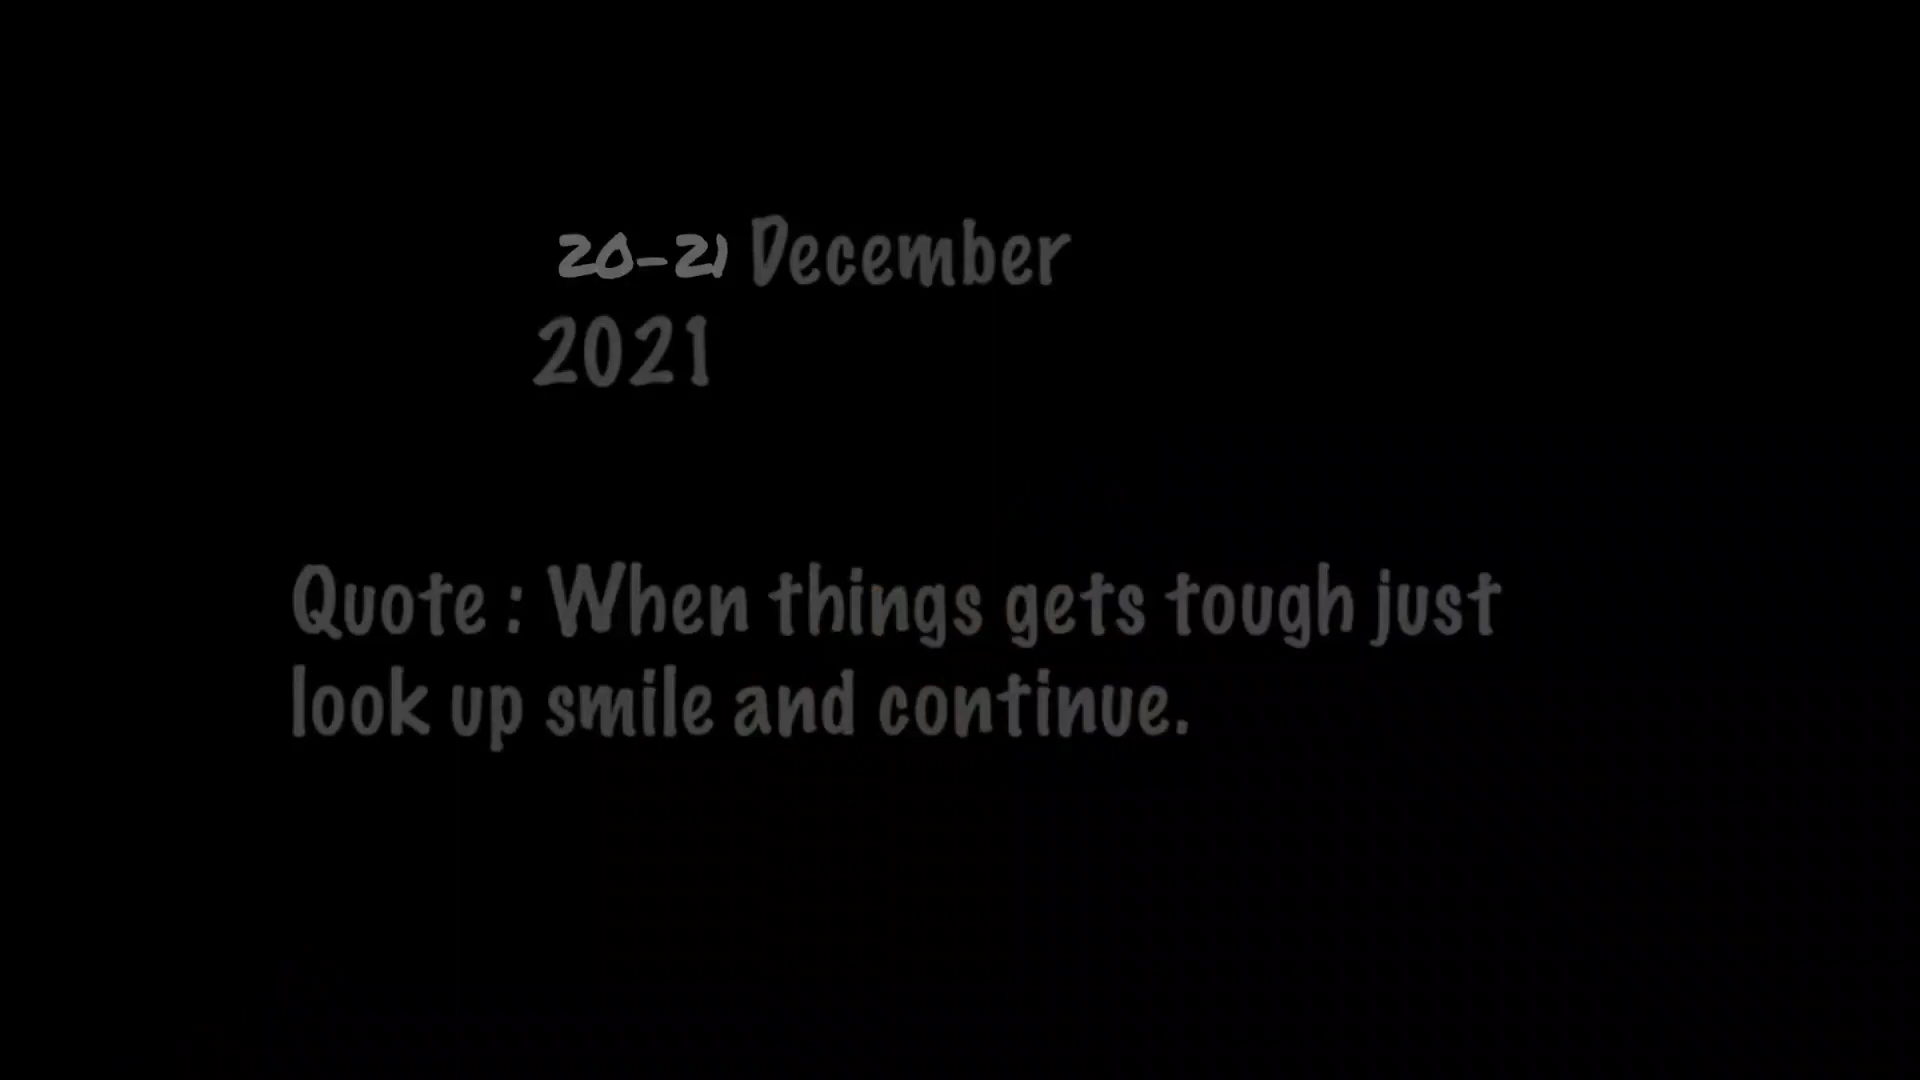 20-21 December
2021
Quote : When things gets tough just
look up smile and continue.